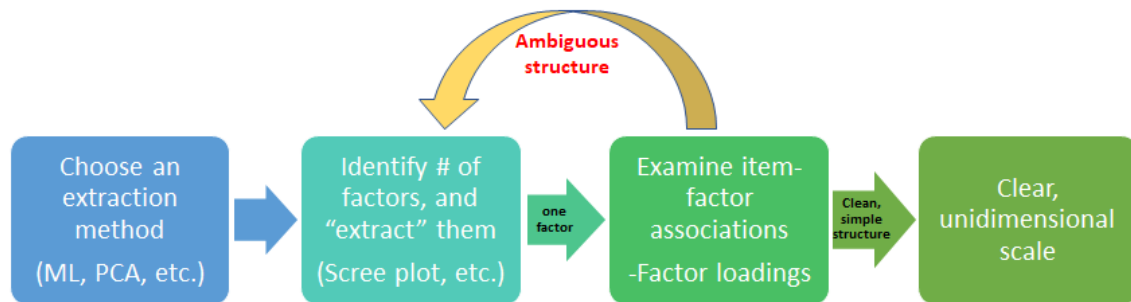 Ambiguous
structure
Choose an
extraction
method
(ML, PCA, etc.)
Identify # of
factors, and
“extract” them
(Scree plot, etc.)
one
factor
Examine item-
factor
associations
-Factor loadings
Clean,
simple
structure
Clear,
unidimensional
scale